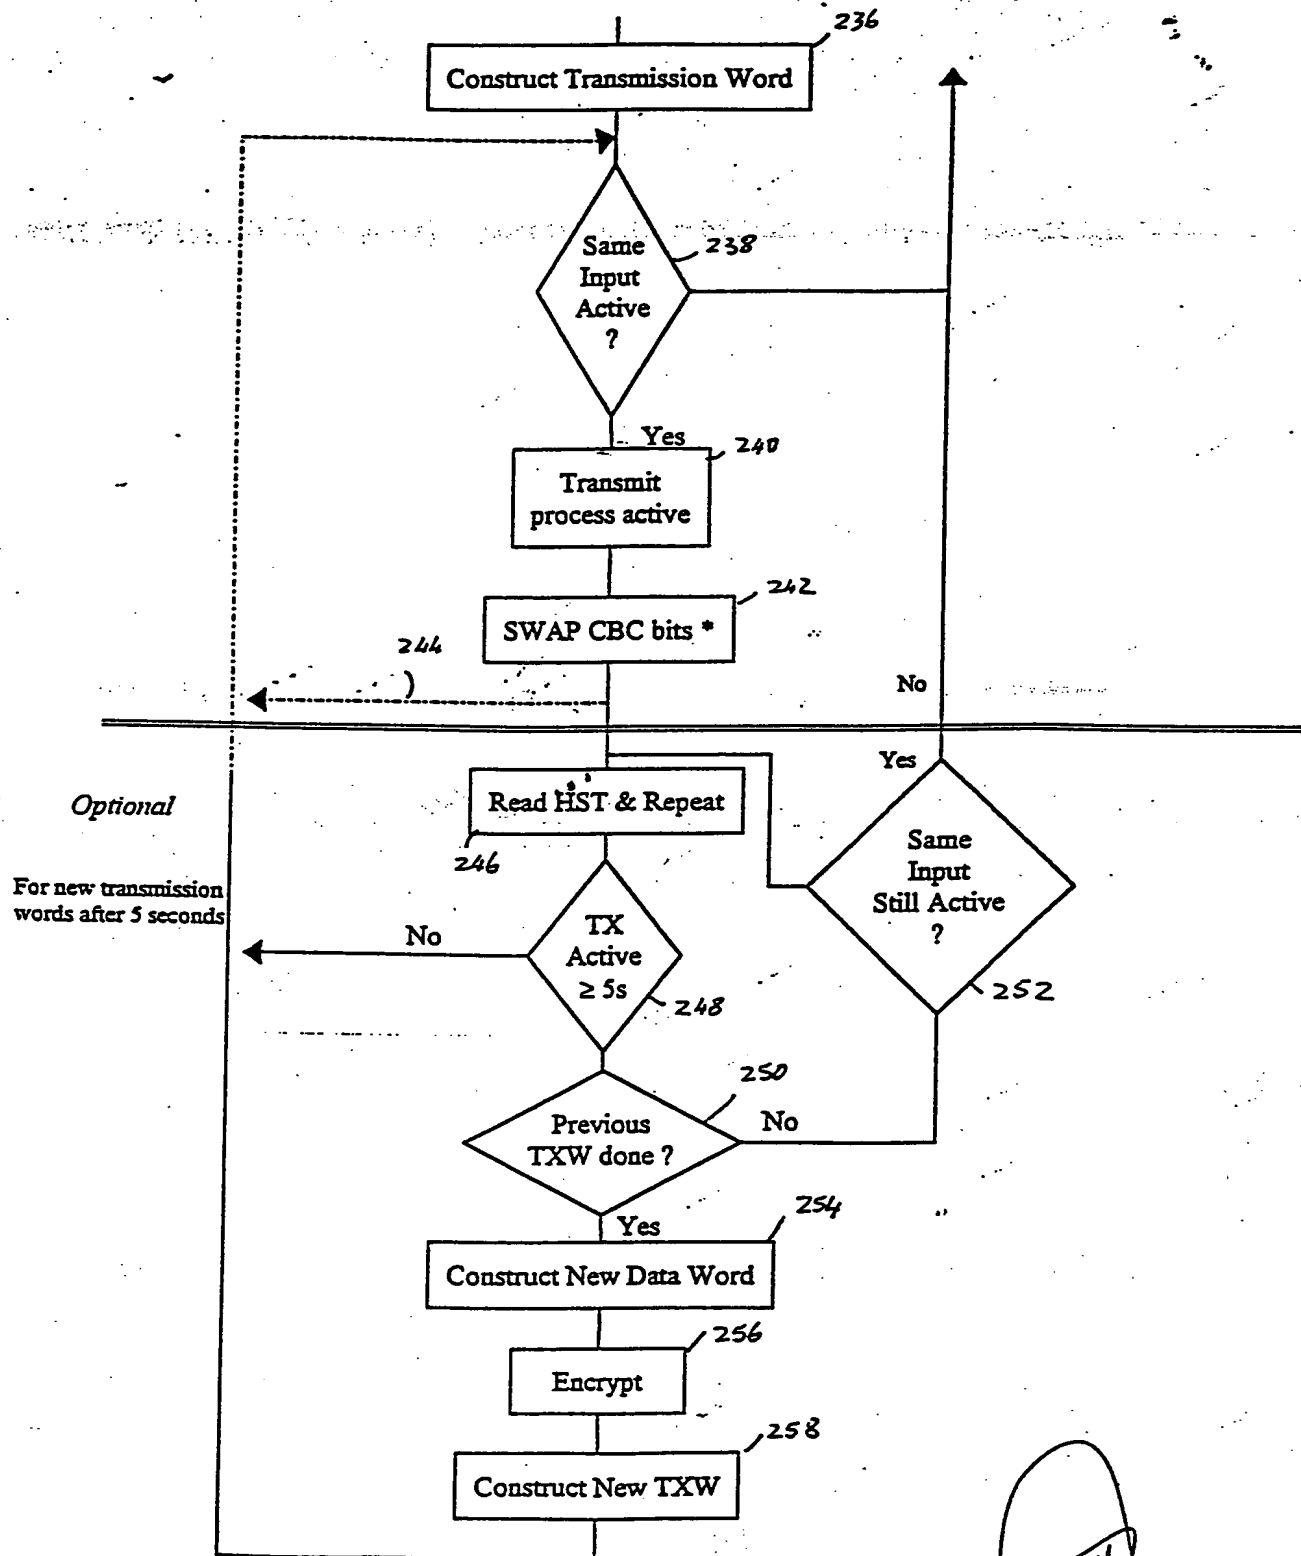 236
Construct Transmission Word
Same
Input
Active
?
238
Yes
240
Transmit
process active
242
SWAP CBC bits *
244
No
Yes
Optional
Read HST & Repeat
246
Same
Input
Still Active
?
252
For new transmission
words after 5 seconds
No
TX
Active
≥ 5s
248
250
Previous
TXW done ?
No
Yes
254
Construct New Data Word
256
Encrypt
258
Construct New TXW